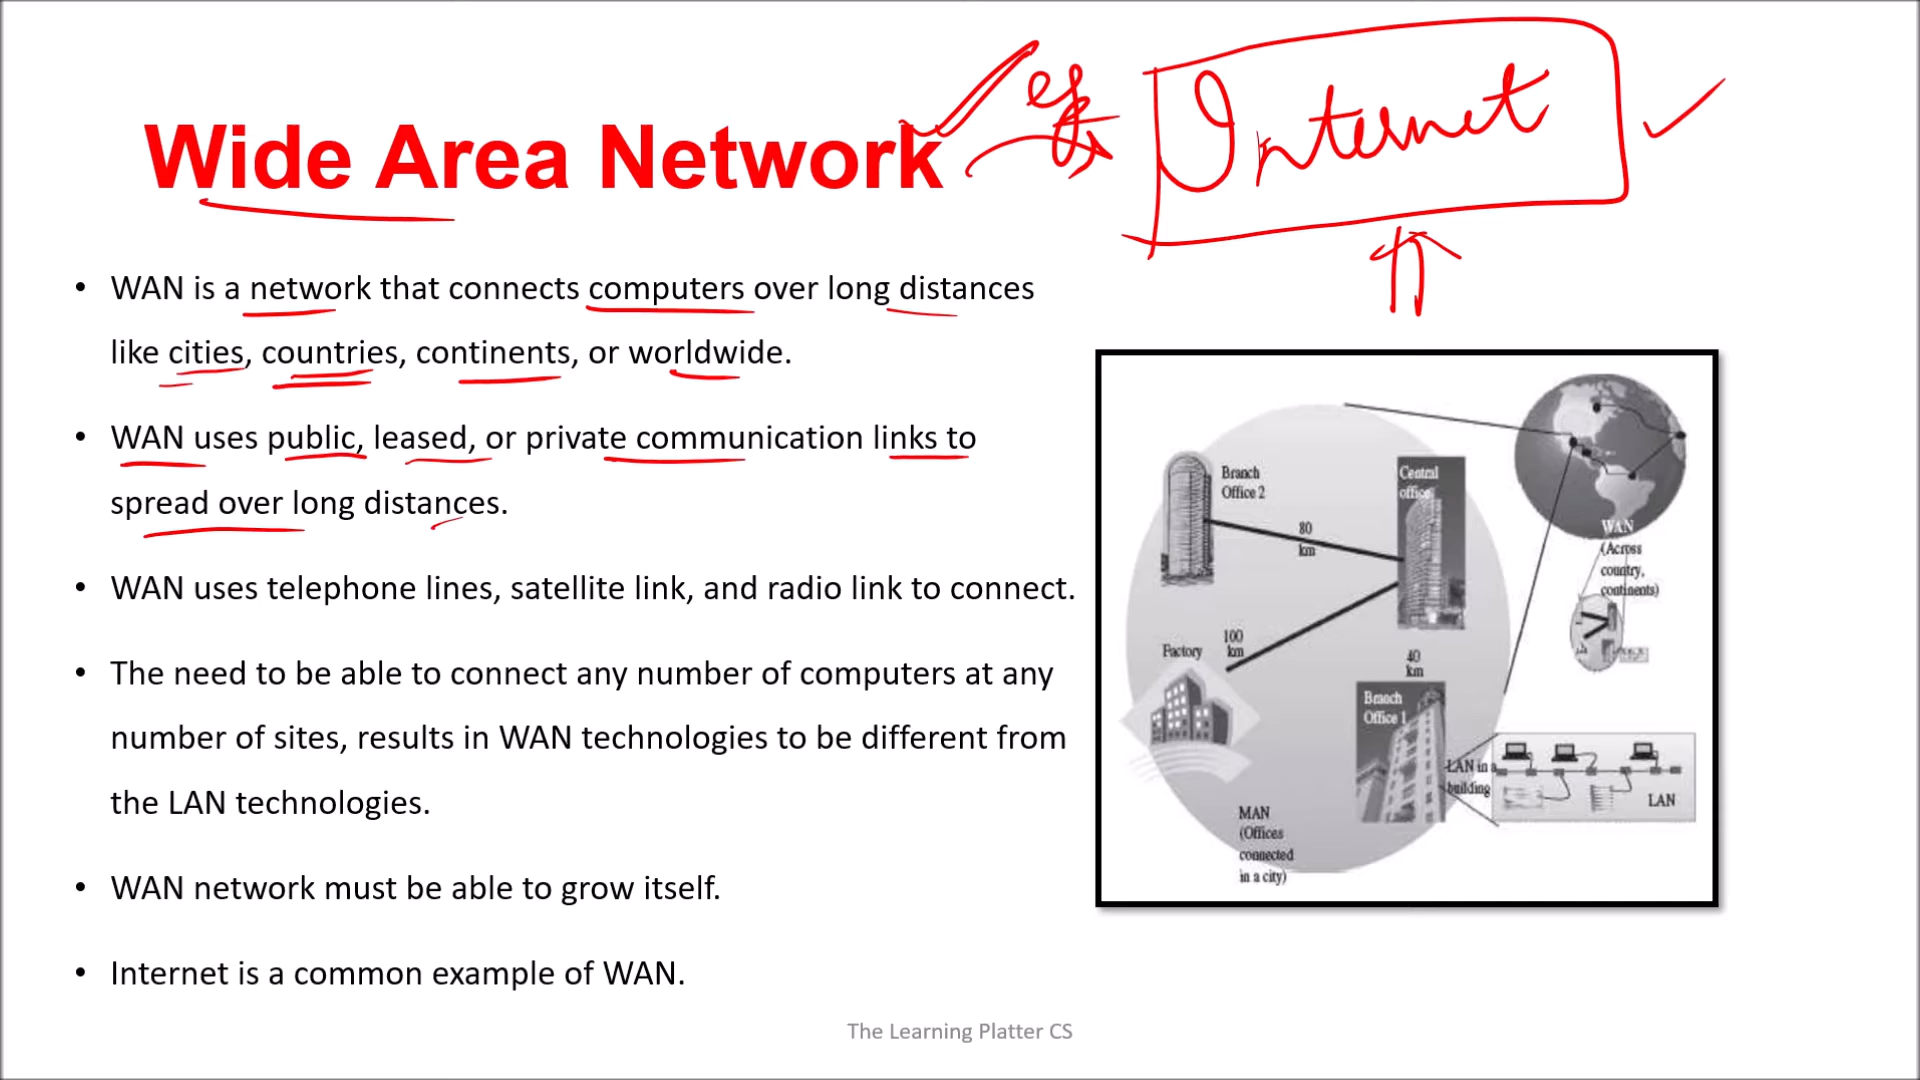 Wide Area Network
eg
Internet
• WAN is a network that connects computers over long distances
like cities, countries, continents, or worldwide.
• WAN uses public, leased, or private communication links to
spread over long distances.
• WAN uses telephone lines, satellite link, and radio link to connect.
• The need to be able to connect any number of computers at any
number of sites, results in WAN technologies to be different from
the LAN technologies.
• WAN network must be able to grow itself.
• Internet is a common example of WAN.
Branch
Office 2
Central
office
80
km
WAN
(Across
country,
continents)
100
km
Factory
40
km
Branch
Office 1
LAN in a
building
LAN
MAN
(Offices
connected
in a city)
The Learning Platter CS